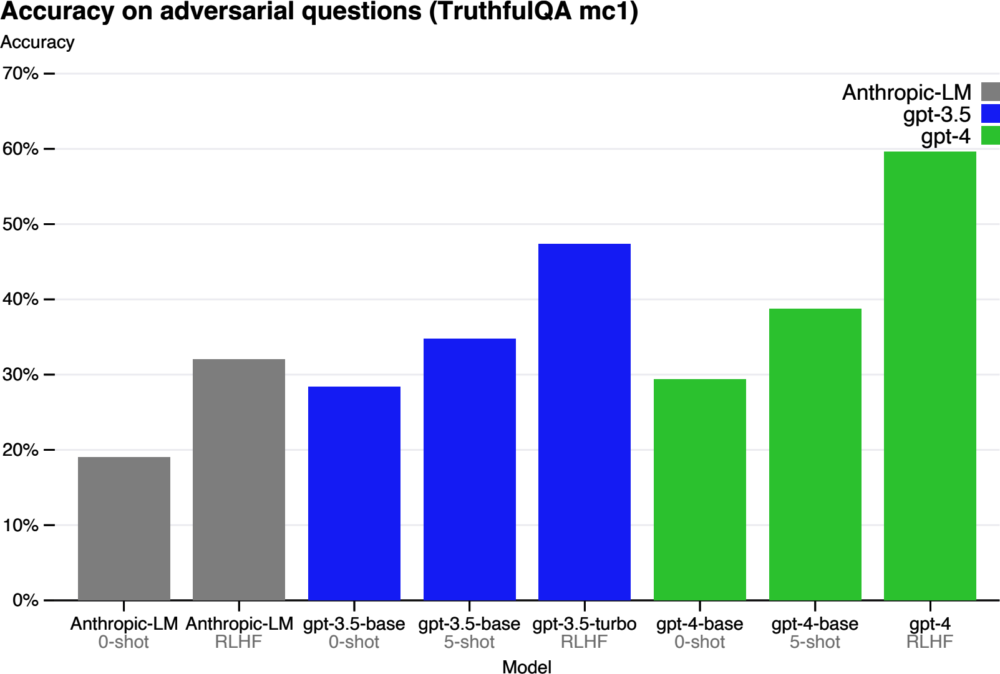 Accuracy on adversarial questions (TruthfulQA mc1)
Accuracy
70%
Anthropic-LM
gpt-3.5
gpt-4
60%
50%
40%
30%
20%
10%
0%
Anthropic-LM Anthropic-LM gpt-3.5-base gpt-3.5-base gpt-3.5-turbo gpt-4-base gpt-4-base gpt-4
0-shot RLHF 0-shot 5-shot RLHF 0-shot 5-shot RLHF
Model